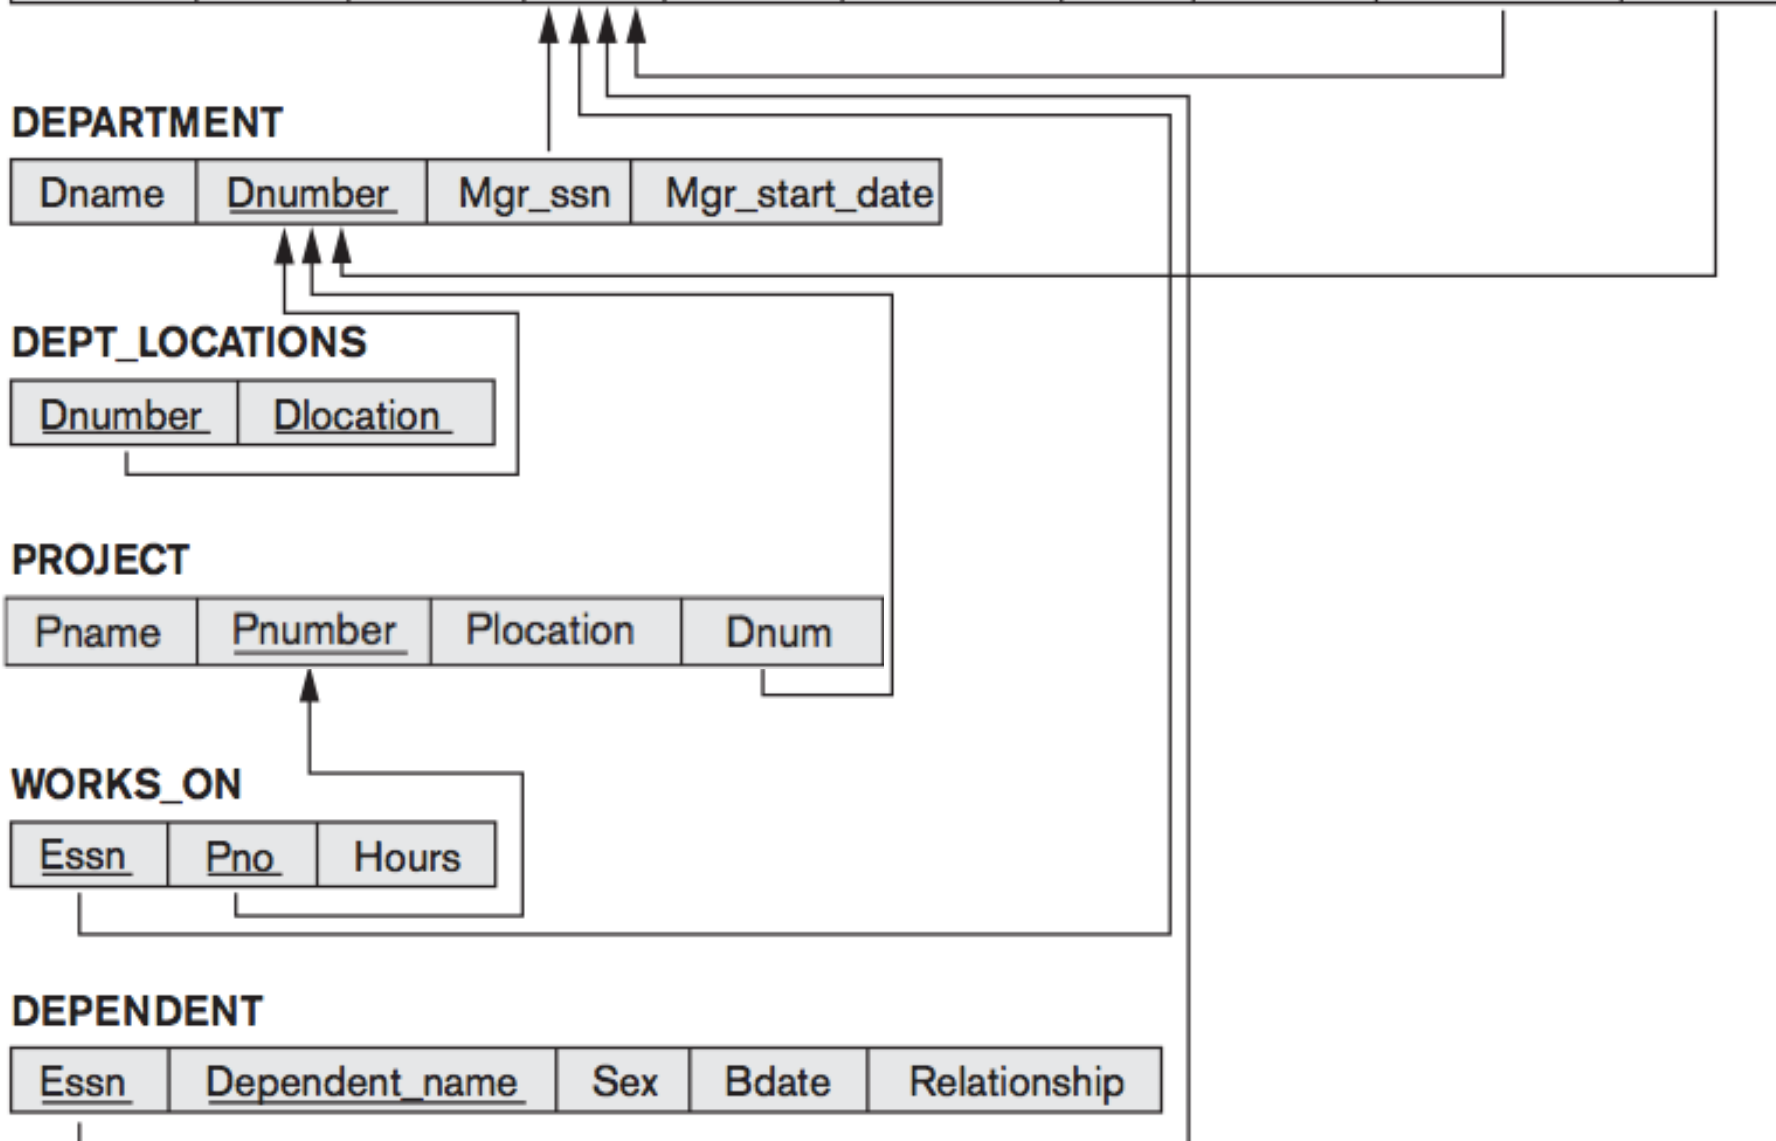 DEPARTMENT
Dname Dnumber Mgr_ssn Mgr_start_date
DEPT_LOCATIONS
Dnumber Dlocation
PROJECT
Pname Pnumber Plocation Dnum
WORKS_ON
Essn Pno Hours
DEPENDENT
Essn Dependent_name Sex Bdate Relationship